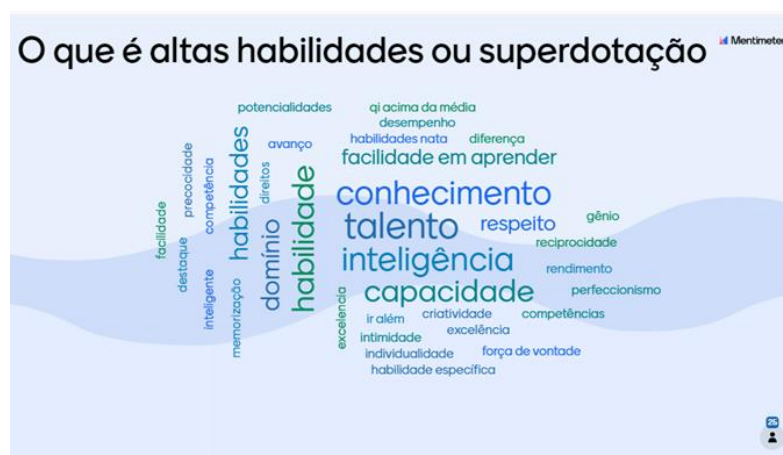 O que é altas habilidades ou superdotação
Mentimeter
potencialidades
qi acima da média
desempenho
avanço
habilidades nata
diferença
facilidade em aprender
facilidade
precocidade
destaque
competência
inteligente
habilidades
memorização
direitos
domínio
habilidade
conhecimento
talento
respeito
gênio
reciprocidade
inteligência
rendimento
capacidade
perfeccionismo
excelencia
ir além
criatividade
competências
excelência
intimidade
individualidade
força de vontade
habilidade específica
26